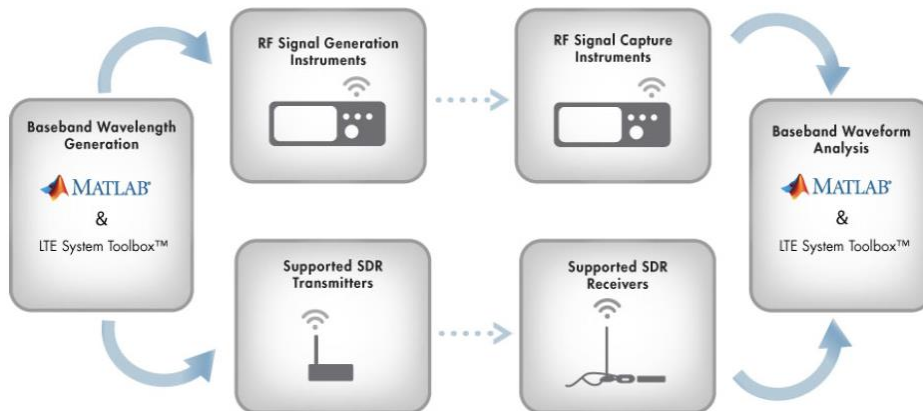 Baseband Wavelength
Generation
MATLAB®
&
LTE System Toolbox™
RF Signal Generation
Instruments
RF Signal Capture
Instruments
Supported SDR
Transmitters
Supported SDR
Receivers
Baseband Waveform
Analysis
MATLAB®
&
LTE System Toolbox™